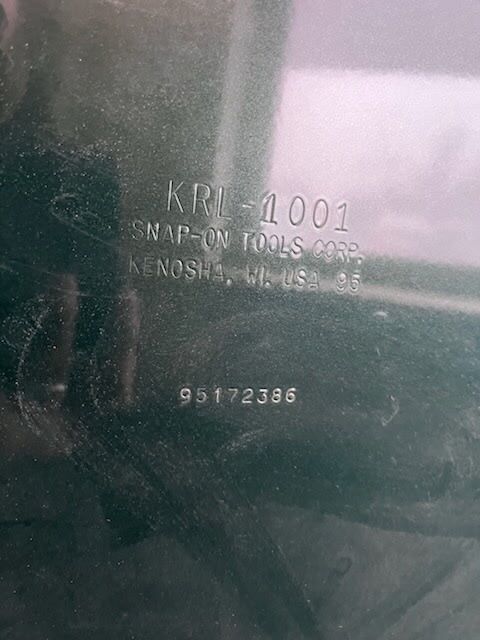 KRL-1001
SNAP-ON TOOLS CORP.
KENOSHA, WI. USA 95
95172386